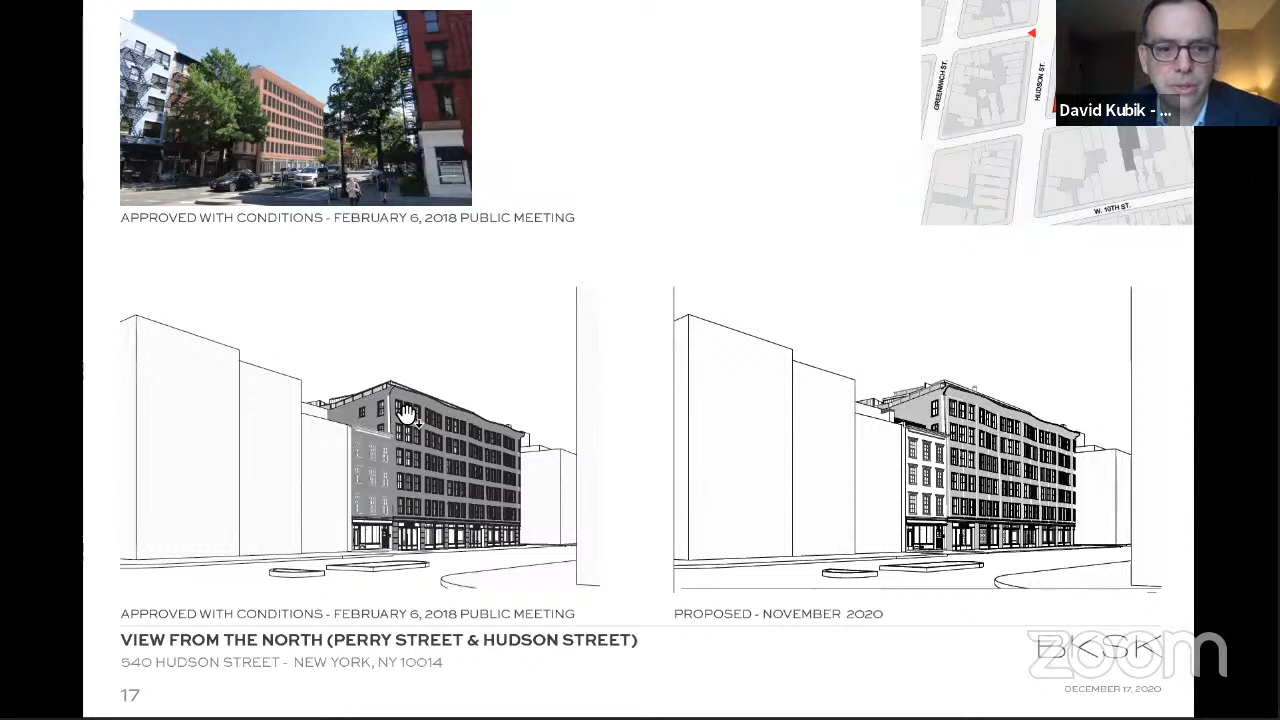 GREENWICH ST.
HUDSON ST.
W. 10TH ST.
David Kubik - ...
APPROVED WITH CONDITIONS - FEBRUARY 6, 2018 PUBLIC MEETING
APPROVED WITH CONDITIONS - FEBRUARY 6, 2018 PUBLIC MEETING
PROPOSED - NOVEMBER 2020
VIEW FROM THE NORTH (PERRY STREET & HUDSON STREET)
540 HUDSON STREET - NEW YORK, NY 10014
BKSK
zoom
DECEMBER 17, 2020
17